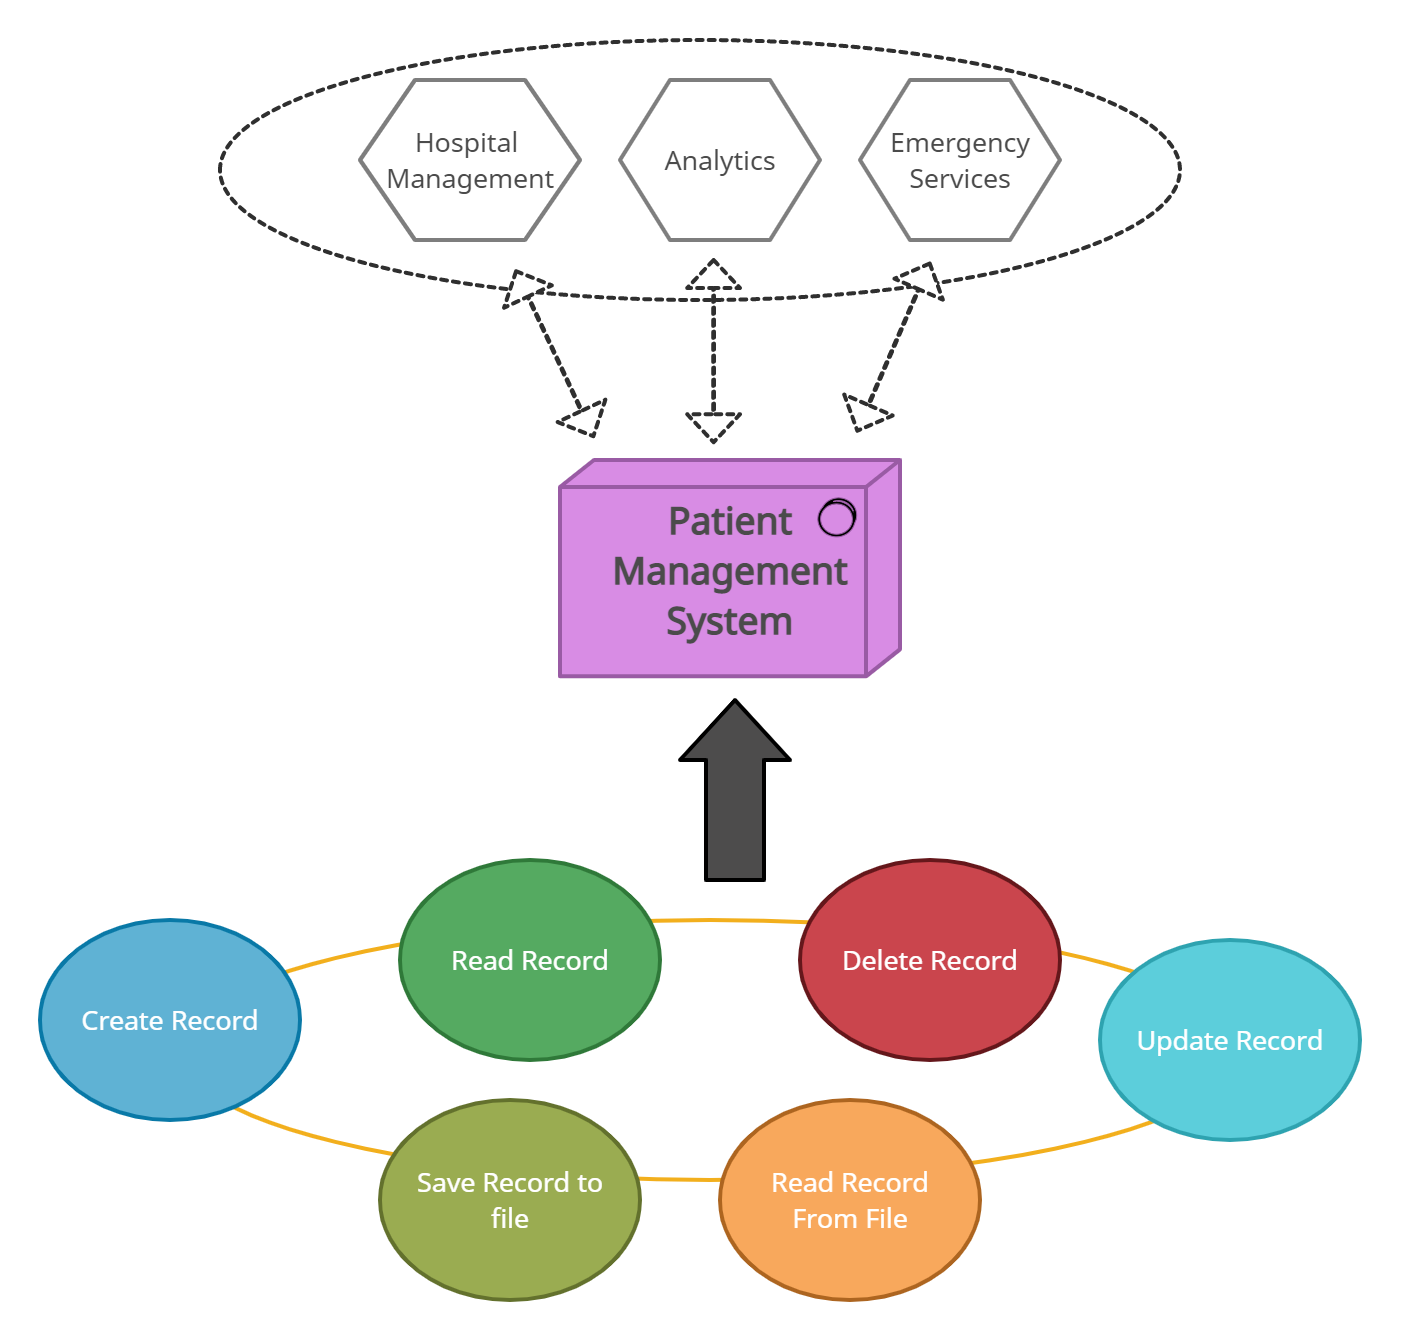 Hospital
Management
Analytics
Emergency
Services
Patient
Management
System
Read Record
Delete Record
Create Record
Update Record
Save Record to
file
Read Record
From File